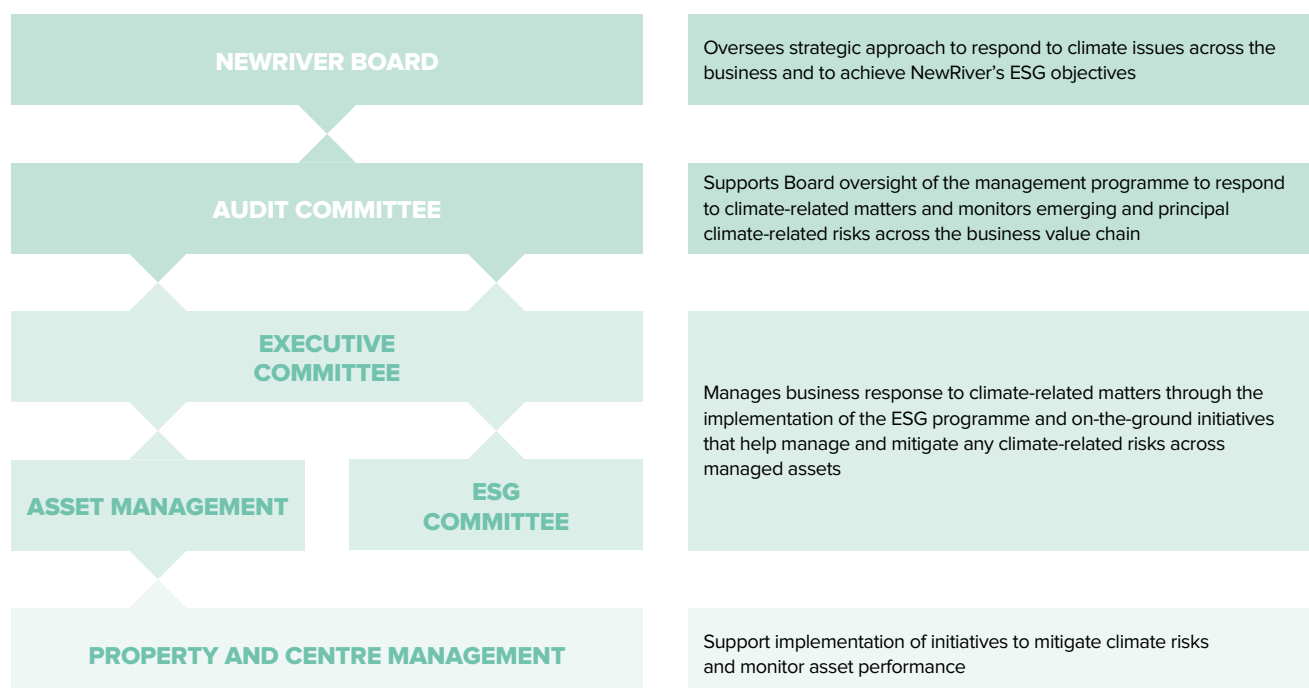 NEWRIVER BOARD
Oversees strategic approach to respond to climate issues across the
business and to achieve NewRiver’s ESG objectives
AUDIT COMMITTEE
Supports Board oversight of the management programme to respond
to climate-related matters and monitors emerging and principal
climate-related risks across the business value chain
EXECUTIVE
COMMITTEE
Manages business response to climate-related matters through the
implementation of the ESG programme and on-the-ground initiatives
that help manage and mitigate any climate-related risks across
managed assets
ASSET MANAGEMENT
ESG
COMMITTEE
PROPERTY AND CENTRE MANAGEMENT
Support implementation of initiatives to mitigate climate risks
and monitor asset performance